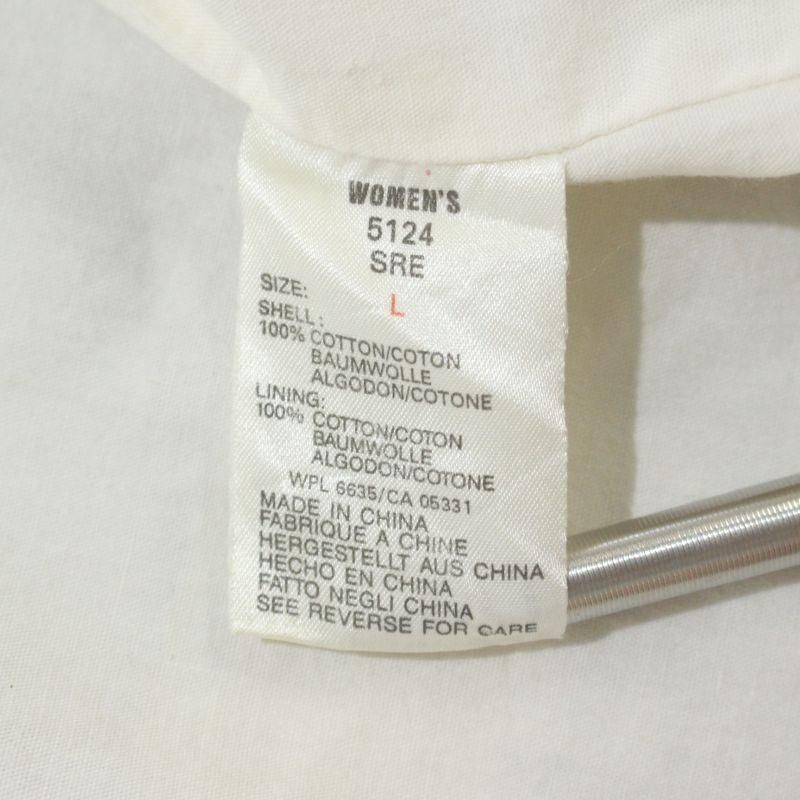 WOMEN'S
5124
SRE
SIZE: L
SHELL:
100% COTTON/COTON
BAUMWOLLE
ALGODON/COTONE
LINING:
100% COTTON/COTON
BAUMWOLLE
ALGODON/COTONE
WPL 6635/CA 05331
MADE IN CHINA
FABRIQUE A CHINE
HERGESTELLT AUS CHINA
HECHO EN CHINA
FATTO NEGLI CHINA
SEE REVERSE FOR CARE